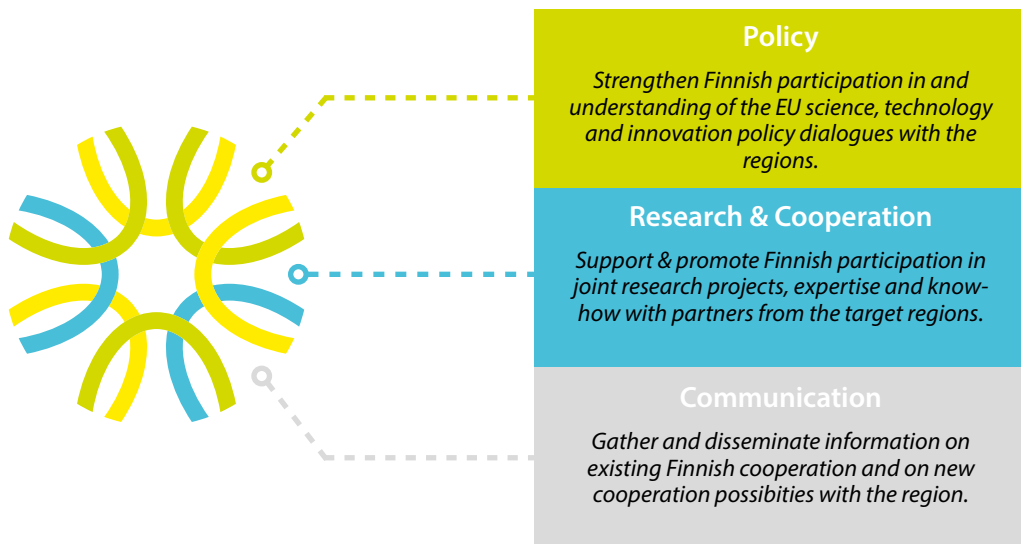 Policy
Strengthen Finnish participation in and
understanding of the EU science, technology
and innovation policy dialogues with the
regions.
Research & Cooperation
Support & promote Finnish participation in
joint research projects, expertise and know-
how with partners from the target regions.
Communication
Gather and disseminate information on
existing Finnish cooperation and on new
cooperation possibities with the region.